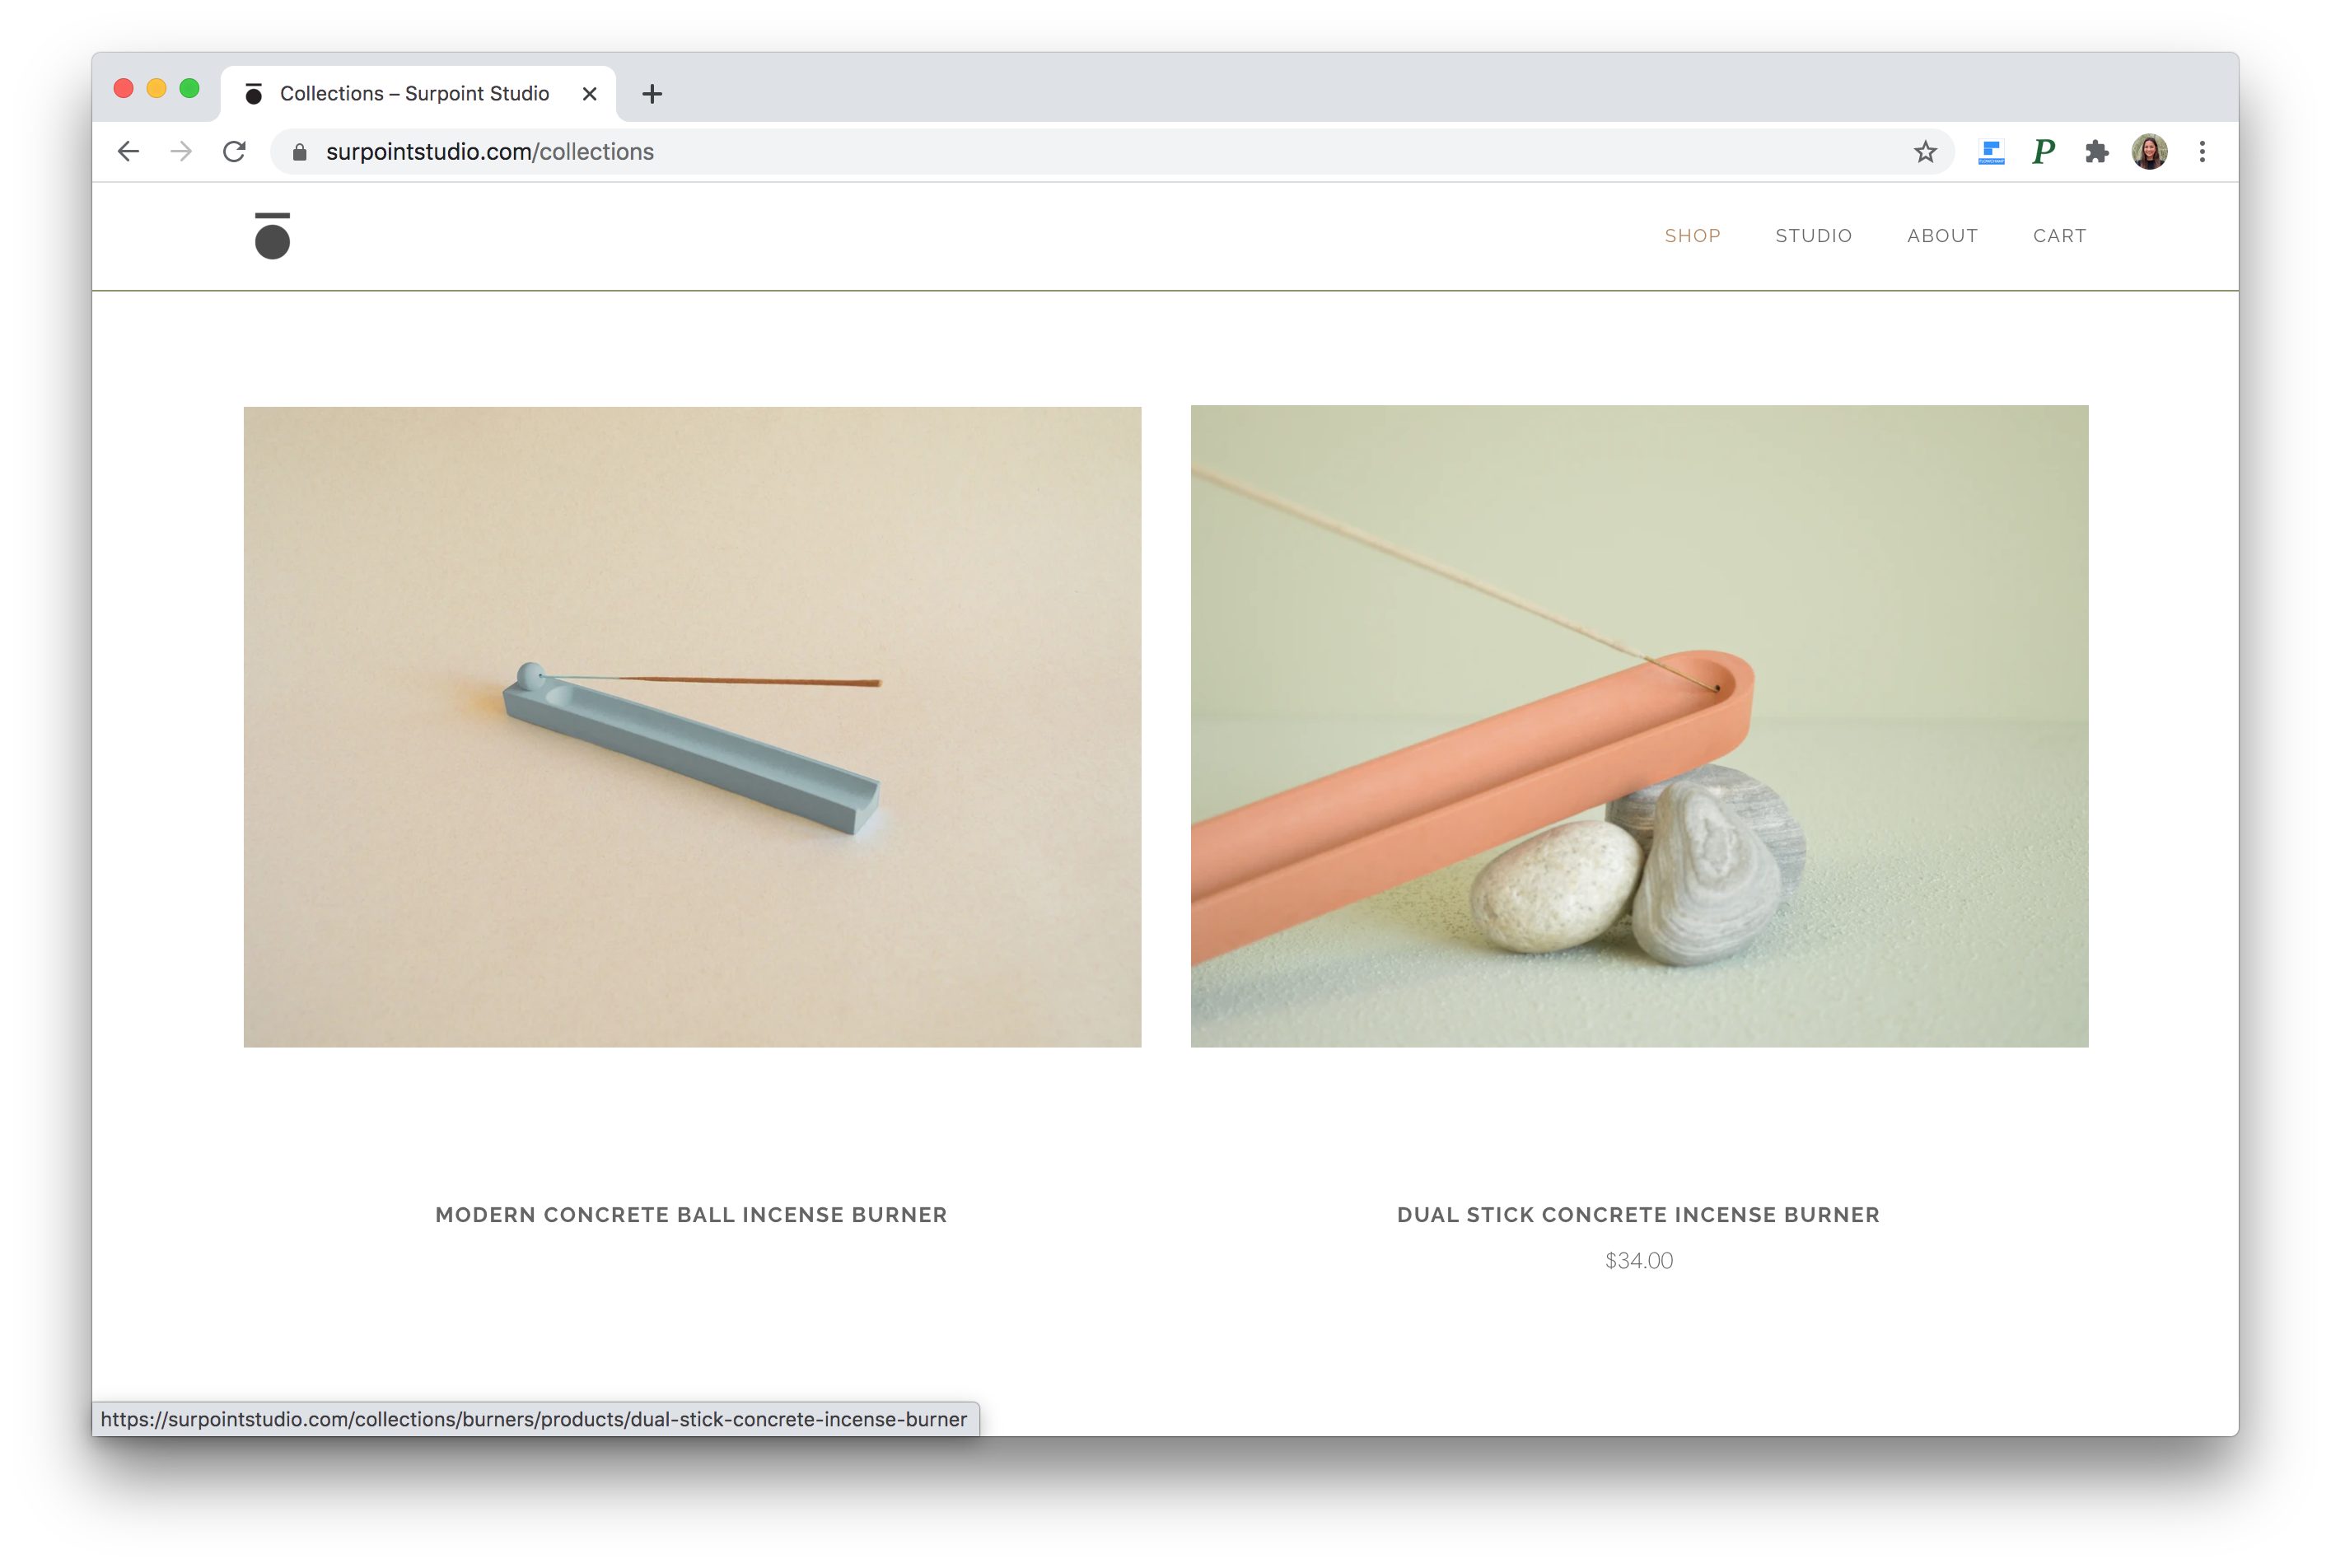 Collections – Surpoint Studio
surpointstudio.com/collections
P
SHOP STUDIO ABOUT CART
MODERN CONCRETE BALL INCENSE BURNER
DUAL STICK CONCRETE INCENSE BURNER
$34.00
https://surpointstudio.com/collections/burners/products/dual-stick-concrete-incense-burner